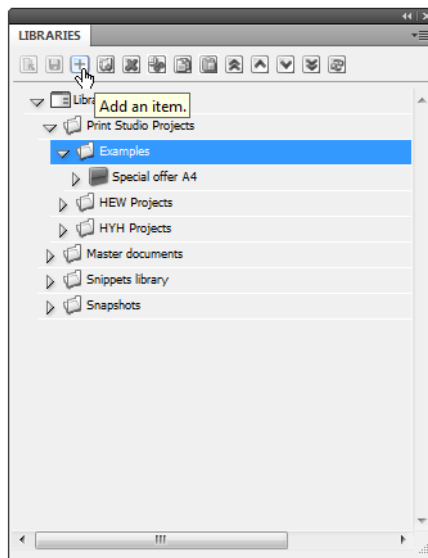 LIBRARIES
Libra
Add an item.
Print Studio Projects
Examples
Special offer A4
HEW Projects
HYH Projects
Master documents
Snippets library
Snapshots